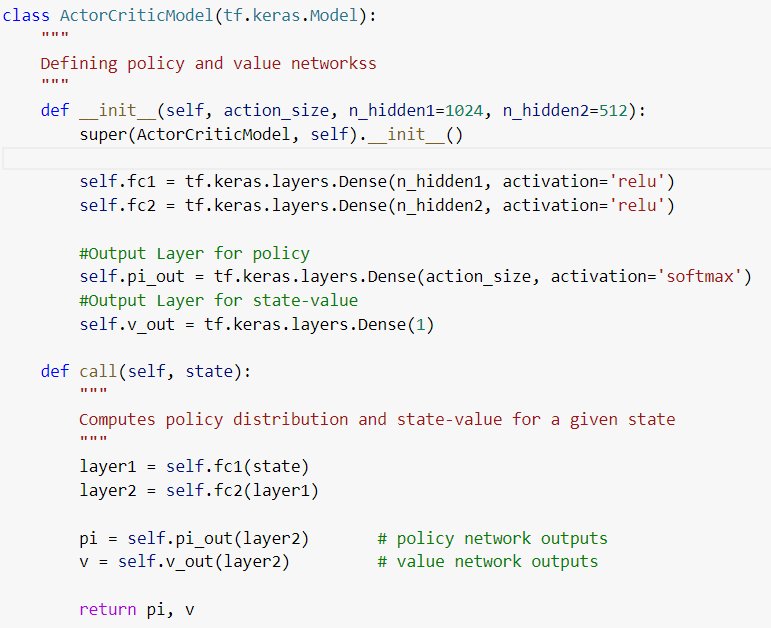 class ActorCriticModel(tf.keras.Model):
    """
    Defining policy and value networkss
    """
    def __init__(self, action_size, n_hidden1=1024, n_hidden2=512):
        super(ActorCriticModel, self).__init__()

        self.fc1 = tf.keras.layers.Dense(n_hidden1, activation='relu')
        self.fc2 = tf.keras.layers.Dense(n_hidden2, activation='relu')

        #Output Layer for policy
        self.pi_out = tf.keras.layers.Dense(action_size, activation='softmax')
        #Output Layer for state-value
        self.v_out = tf.keras.layers.Dense(1)

    def call(self, state):
        """
        Computes policy distribution and state-value for a given state
        """
        layer1 = self.fc1(state)
        layer2 = self.fc2(layer1)

        pi = self.pi_out(layer2)       # policy network outputs
        v = self.v_out(layer2)         # value network outputs

        return pi, v